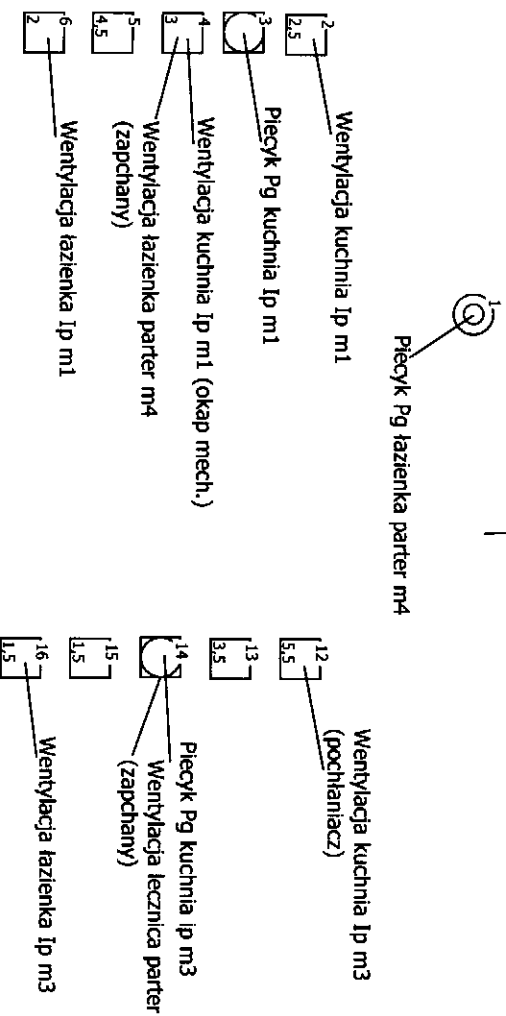 1
Piecyk Pg łazienka parter m4
2
2,5
Wentylacja kuchnia Ip m1
3
Piecyk Pg kuchnia Ip m1
4
3
Wentylacja kuchnia Ip m1 (okap mech.)
Wentylacja łazienka parter m4
(zapchany)
5
4,5
6
2
Wentylacja łazienka Ip m1
12
5,5
Wentylacja kuchnia Ip m3
(pochłaniacz)
13
3,5
14
Piecyk Pg kuchnia ip m3
Wentylacja lecznica parter
(zapchany)
15
1,5
16
1,5
Wentylacja łazienka Ip m3